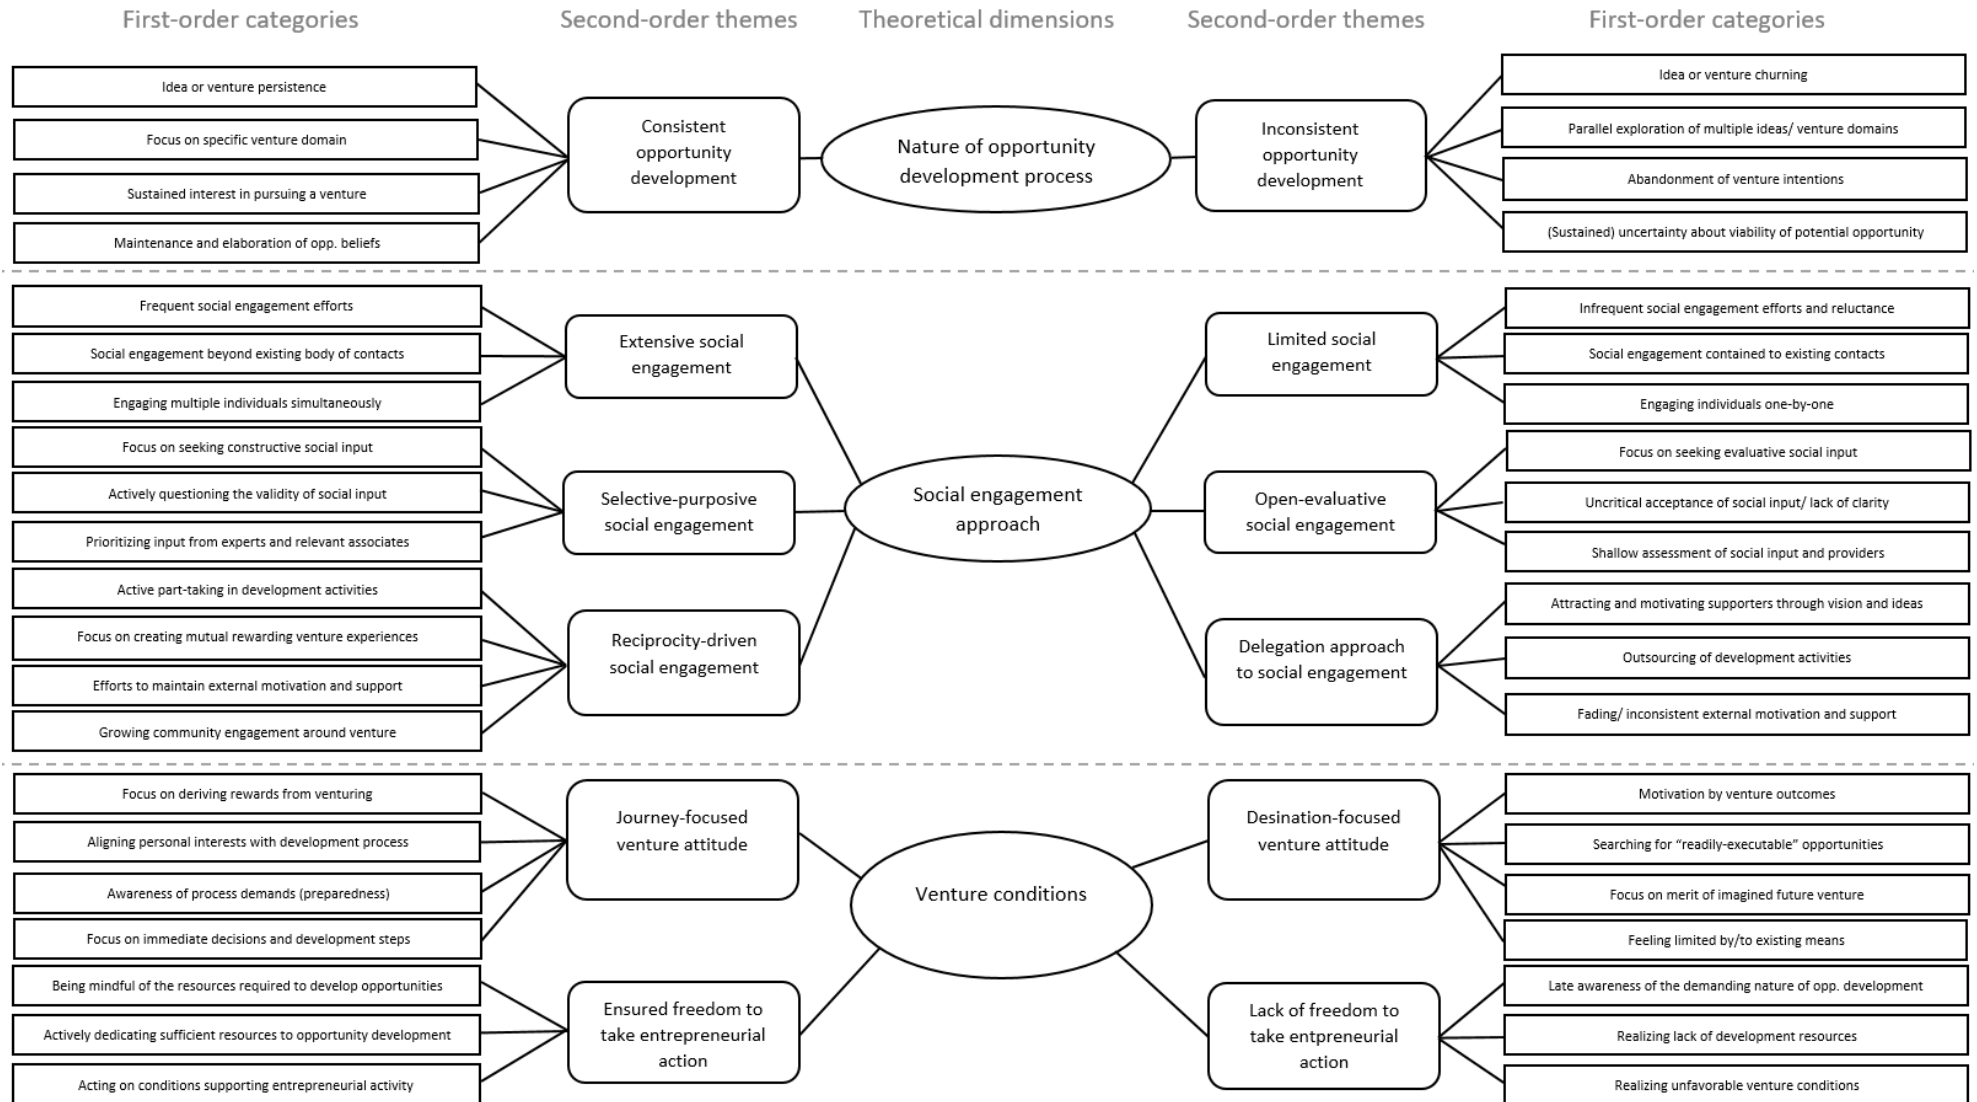 First-order categories
Second-order themes
Theoretical dimensions
Second-order themes
First-order categories
Idea or venture persistence
Focus on specific venture domain
Sustained interest in pursuing a venture
Maintenance and elaboration of opp. beliefs
Consistent
opportunity
development
Nature of opportunity
development process
Inconsistent
opportunity
development
Idea or venture churning
Parallel exploration of multiple ideas/ venture domains
Abandonment of venture intentions
(Sustained) uncertainty about viability of potential opportunity
Frequent social engagement efforts
Social engagement beyond existing body of contacts
Engaging multiple individuals simultaneously
Extensive social
engagement
Focus on seeking constructive social input
Actively questioning the validity of social input
Prioritizing input from experts and relevant associates
Selective-purposive
social engagement
Active part-taking in development activities
Focus on creating mutual rewarding venture experiences
Efforts to maintain external motivation and support
Growing community engagement around venture
Reciprocity-driven
social engagement
Social engagement
approach
Limited social
engagement
Infrequent social engagement efforts and reluctance
Social engagement contained to existing contacts
Engaging individuals one-by-one
Open-evaluative
social engagement
Focus on seeking evaluative social input
Uncritical acceptance of social input/ lack of clarity
Shallow assessment of social input and providers
Delegation approach
to social engagement
Attracting and motivating supporters through vision and ideas
Outsourcing of development activities
Fading/ inconsistent external motivation and support
Focus on deriving rewards from venturing
Aligning personal interests with development process
Awareness of process demands (preparedness)
Focus on immediate decisions and development steps
Journey-focused
venture attitude
Being mindful of the resources required to develop opportunities
Actively dedicating sufficient resources to opportunity development
Acting on conditions supporting entrepreneurial activity
Ensured freedom to
take entrepreneurial
action
Venture conditions
Desination-focused
venture attitude
Motivation by venture outcomes
Searching for “readily-executable” opportunities
Focus on merit of imagined future venture
Feeling limited by/to existing means
Lack of freedom to
take entpreneurial
action
Late awareness of the demanding nature of opp. development
Realizing lack of development resources
Realizing unfavorable venture conditions